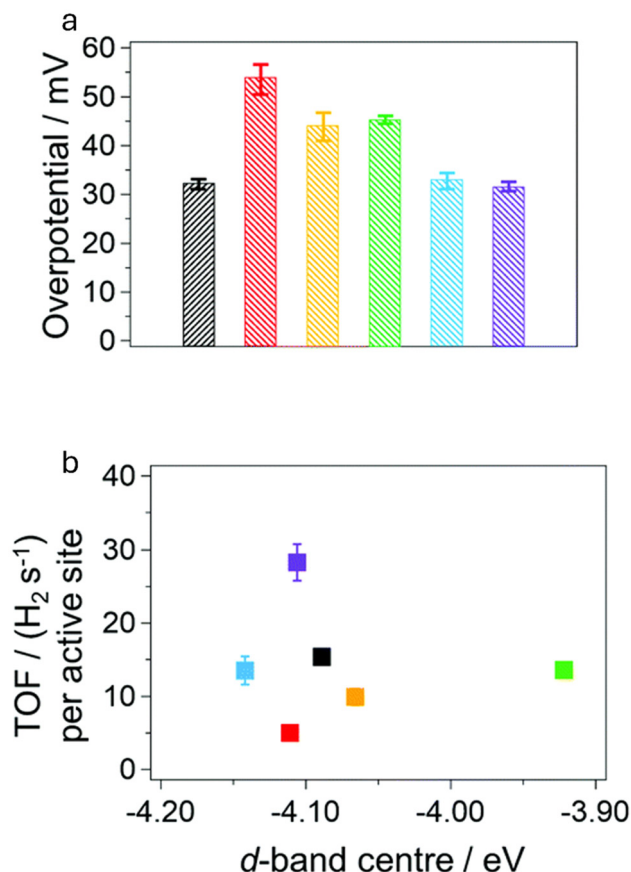 a
Overpotential / mV
60
50
40
30
20
10
0
b
TOF / (H₂ s⁻¹)
per active site
40
30
20
10
0
-4.20 -4.10 -4.00 -3.90
d-band centre / eV